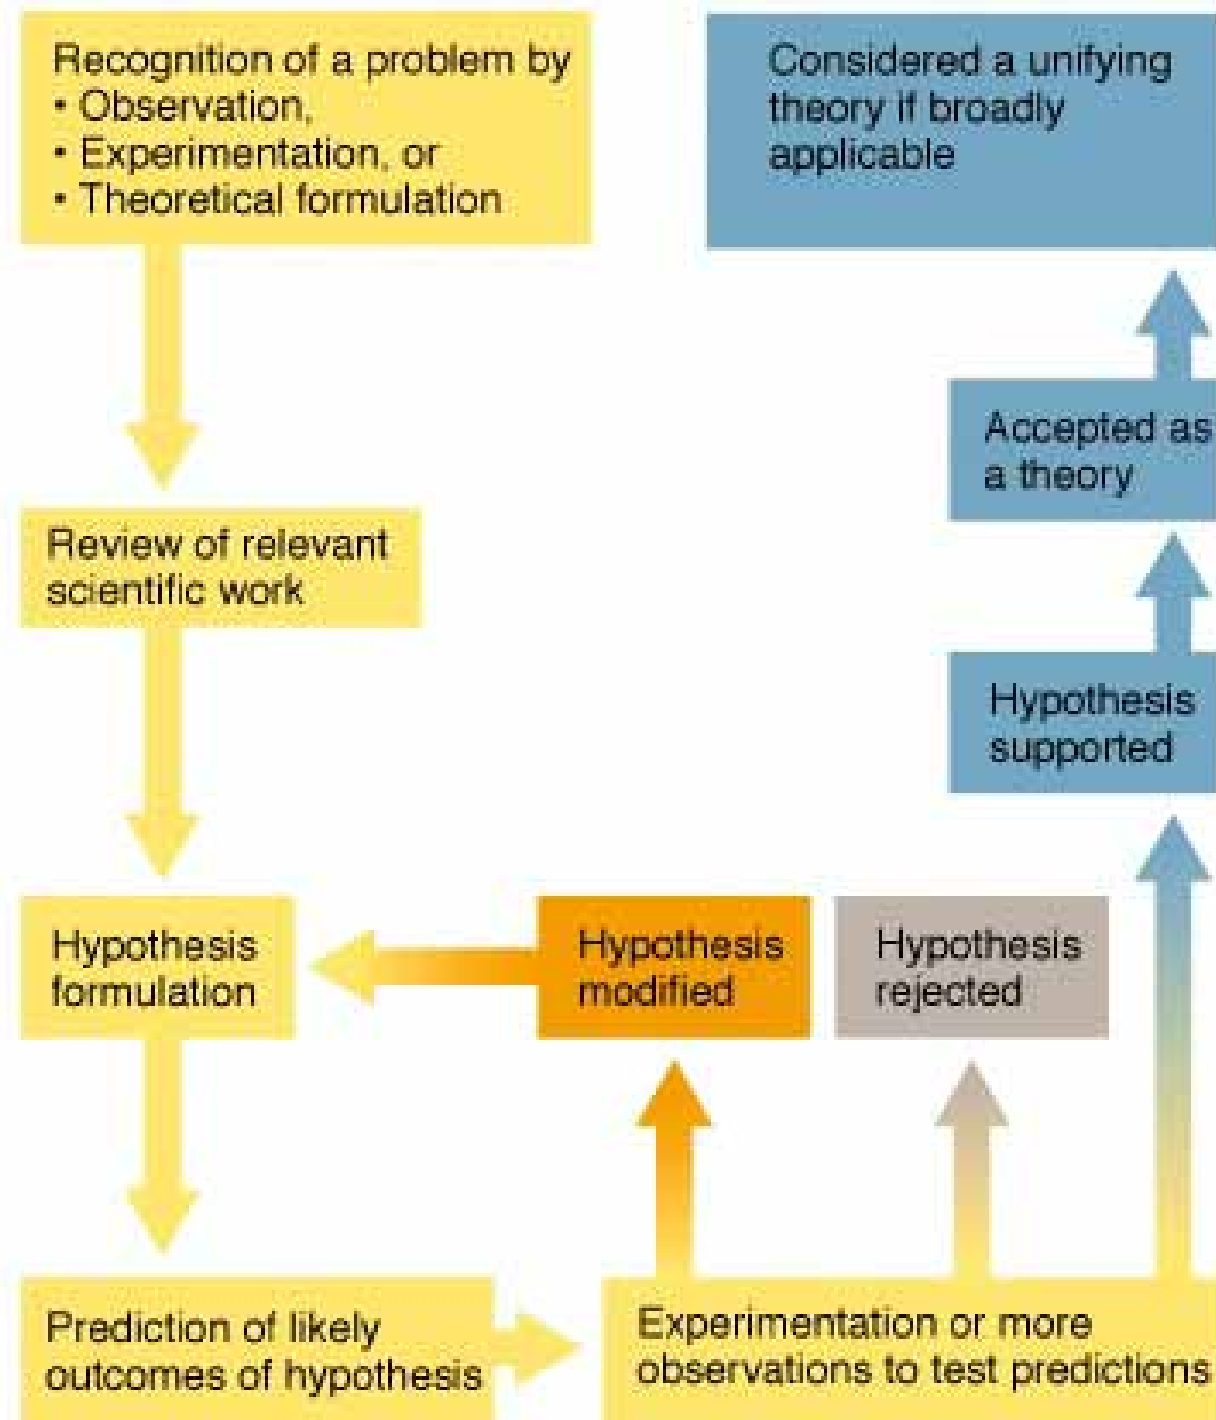 Recognition of a problem by
• Observation,
• Experimentation, or
• Theoretical formulation
Considered a unifying
theory if broadly
applicable
Accepted as
a theory
Review of relevant
scientific work
Hypothesis
supported
Hypothesis
formulation
Hypothesis
modified
Hypothesis
rejected
Prediction of likely
outcomes of hypothesis
Experimentation or more
observations to test predictions